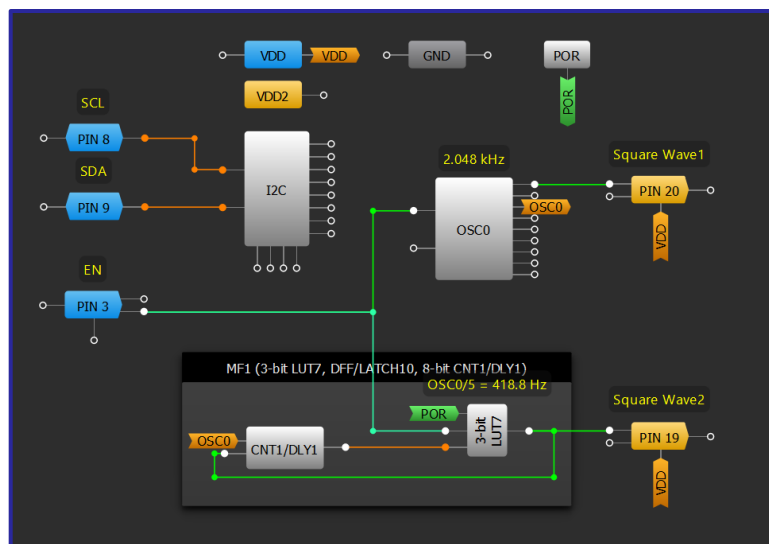 VDD
VDD
GND
POR
VDD2
POR
SCL
PIN 8
I2C
SDA
PIN 9
2.048 kHz
Square Wave1
PIN 20
OSC0
OSC0
VDD
EN
PIN 3
MF1 (3-bit LUT7, DFF/LATCH10, 8-bit CNT1/DLY1)
OSC0/5 = 418.8 Hz
Square Wave2
POR
3-bit
LUT7
OSC0
CNT1/DLY1
PIN 19
VDD